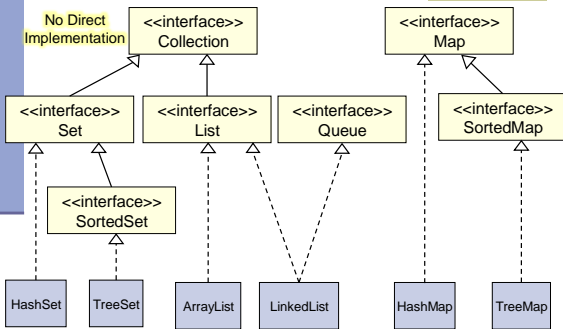 No Direct
Implementation
<<interface>>
Collection
<<interface>>
Map
<<interface>>
Set
<<interface>>
List
<<interface>>
Queue
<<interface>>
SortedMap
<<interface>>
SortedSet
HashSet
TreeSet
ArrayList
LinkedList
HashMap
TreeMap